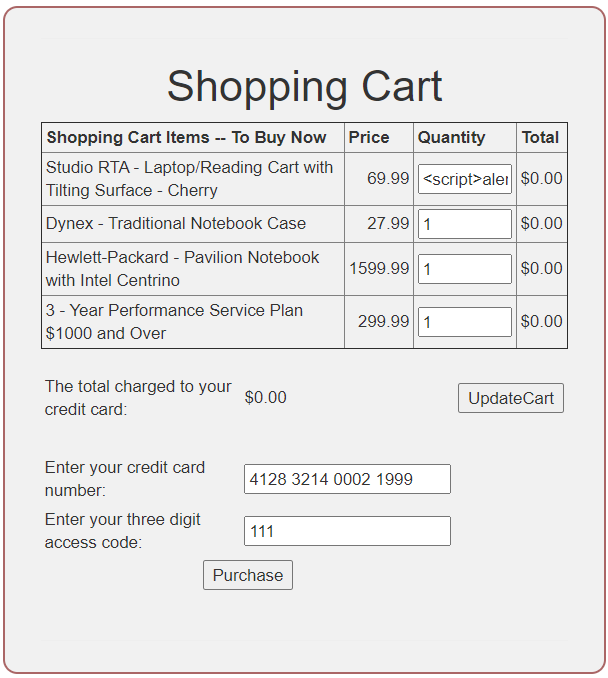 Shopping Cart
Shopping Cart Items -- To Buy Now Price Quantity Total
Studio RTA - Laptop/Reading Cart with
Tilting Surface - Cherry 69.99 <script>aler $0.00
Dynex - Traditional Notebook Case 27.99 1 $0.00
Hewlett-Packard - Pavilion Notebook
with Intel Centrino 1599.99 1 $0.00
3 - Year Performance Service Plan
$1000 and Over 299.99 1 $0.00
The total charged to your
credit card: $0.00 UpdateCart
Enter your credit card
number: 4128 3214 0002 1999
Enter your three digit
access code: 111
Purchase